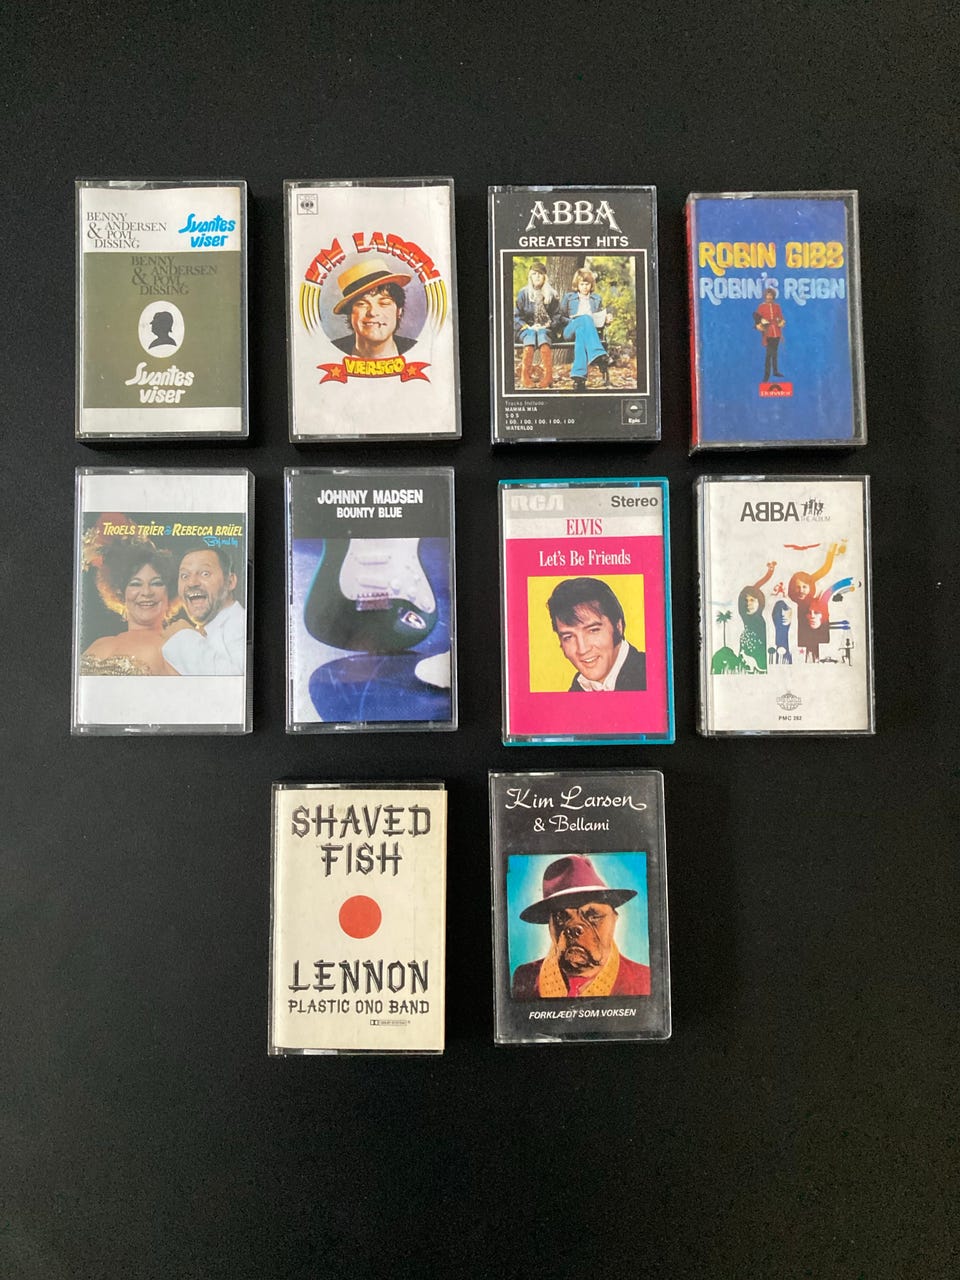 BENNY
& ANDERSEN
POVL
DISSING
Svantes
viser
BENNY
& ANDERSEN
POVL
DISSING
Svantes
viser
KIM LARSEN
VÆRSGO
ABBA
GREATEST HITS
Tracks Include:-
MAMMA MIA
S O S
I DO, I DO, I DO, I DO, I DO
WATERLOO
Epic
ROBIN GIBB
ROBIN'S REIGN
Polydor
TROELS TRIER & REBECCA BRÜEL
JOHNNY MADSEN
BOUNTY BLUE
RCA Stereo
ELVIS
Let's Be Friends
ABBA
THE ALBUM
PMC 282
SHAVED
FISH
LENNON
PLASTIC ONO BAND
Kim Larsen
& Bellami
FORKLÆDT SOM VOKSEN